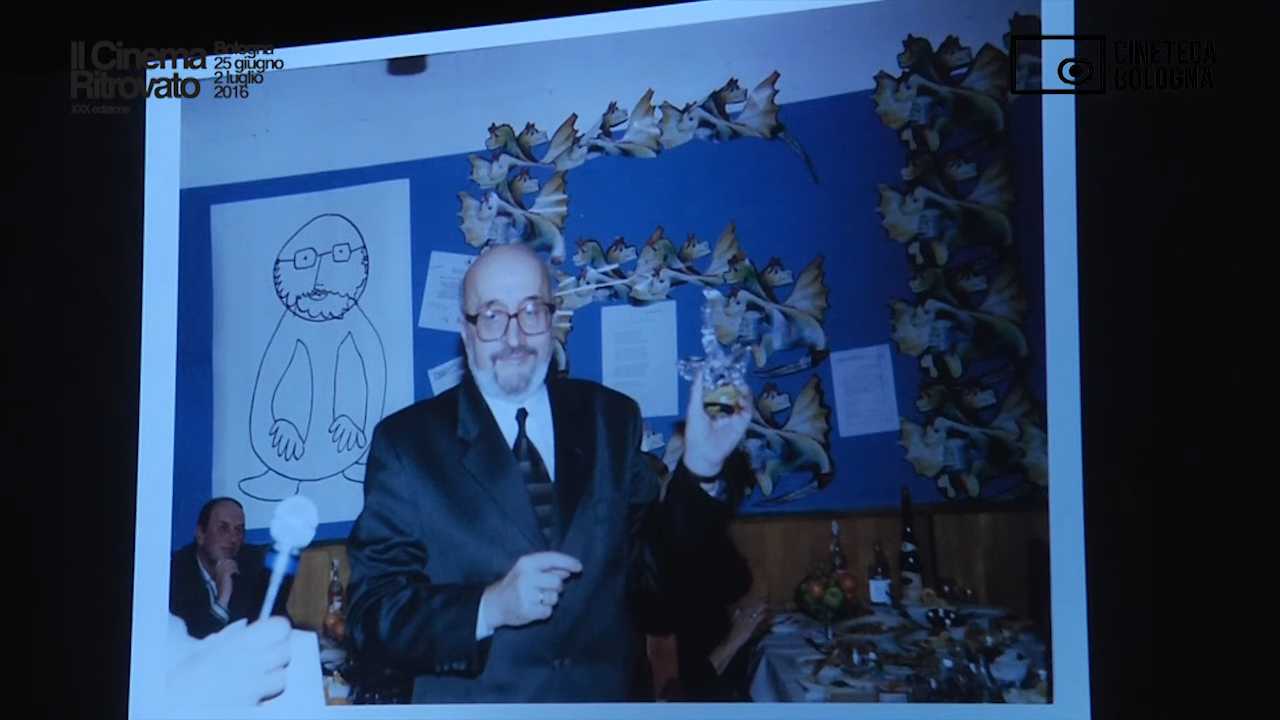 Il Cinema
Ritrovato
XXX edizione
Bologna
25 giugno
2 luglio
2016
CINETECA
BOLOGNA